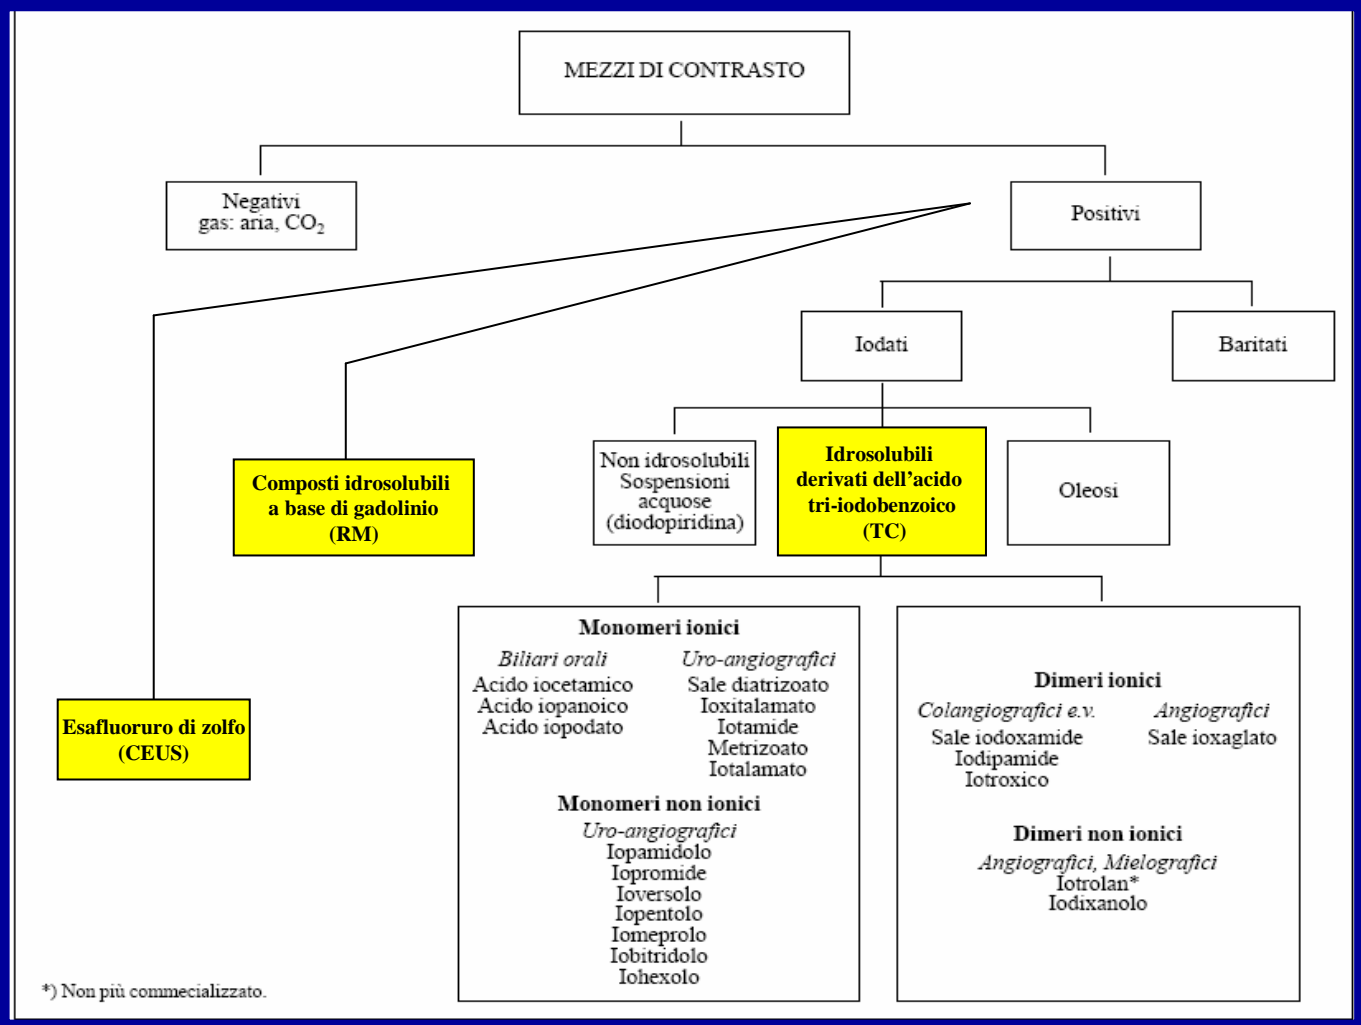 MEZZI DI CONTRASTO
Negativi
gas: aria, CO₂
Positivi
Iodati
Baritati
Composti idrosolubili
a base di gadolinio
(RM)
Non idrosolubili
Sospensioni
acquose
(diodopiridina)
Idrosolubili
derivati dell’acido
tri-iodobenzoico
(TC)
Oleosi
Esafluoruro di zolfo
(CEUS)
Monomeri ionici
Biliari orali
Acido iocetamico
Acido iopanoico
Acido iopodato
Uro-angiografici
Sale diatrizoato
Ioxitalamato
Iotamide
Metrizoato
Iotalamato
Monomeri non ionici
Uro-angiografici
Iopamidolo
Iopromide
Ioversolo
Iopentolo
Iomeprolo
Iobitridolo
Iohexolo
Dimeri ionici
Colangiografici e.v.
Sale iodoxamide
Iodipamide
Iotroxico
Angiografici
Sale ioxaglato
Dimeri non ionici
Angiografici, Mielografici
Iotrolan*
Iodixanolo
*) Non più commecializzato.